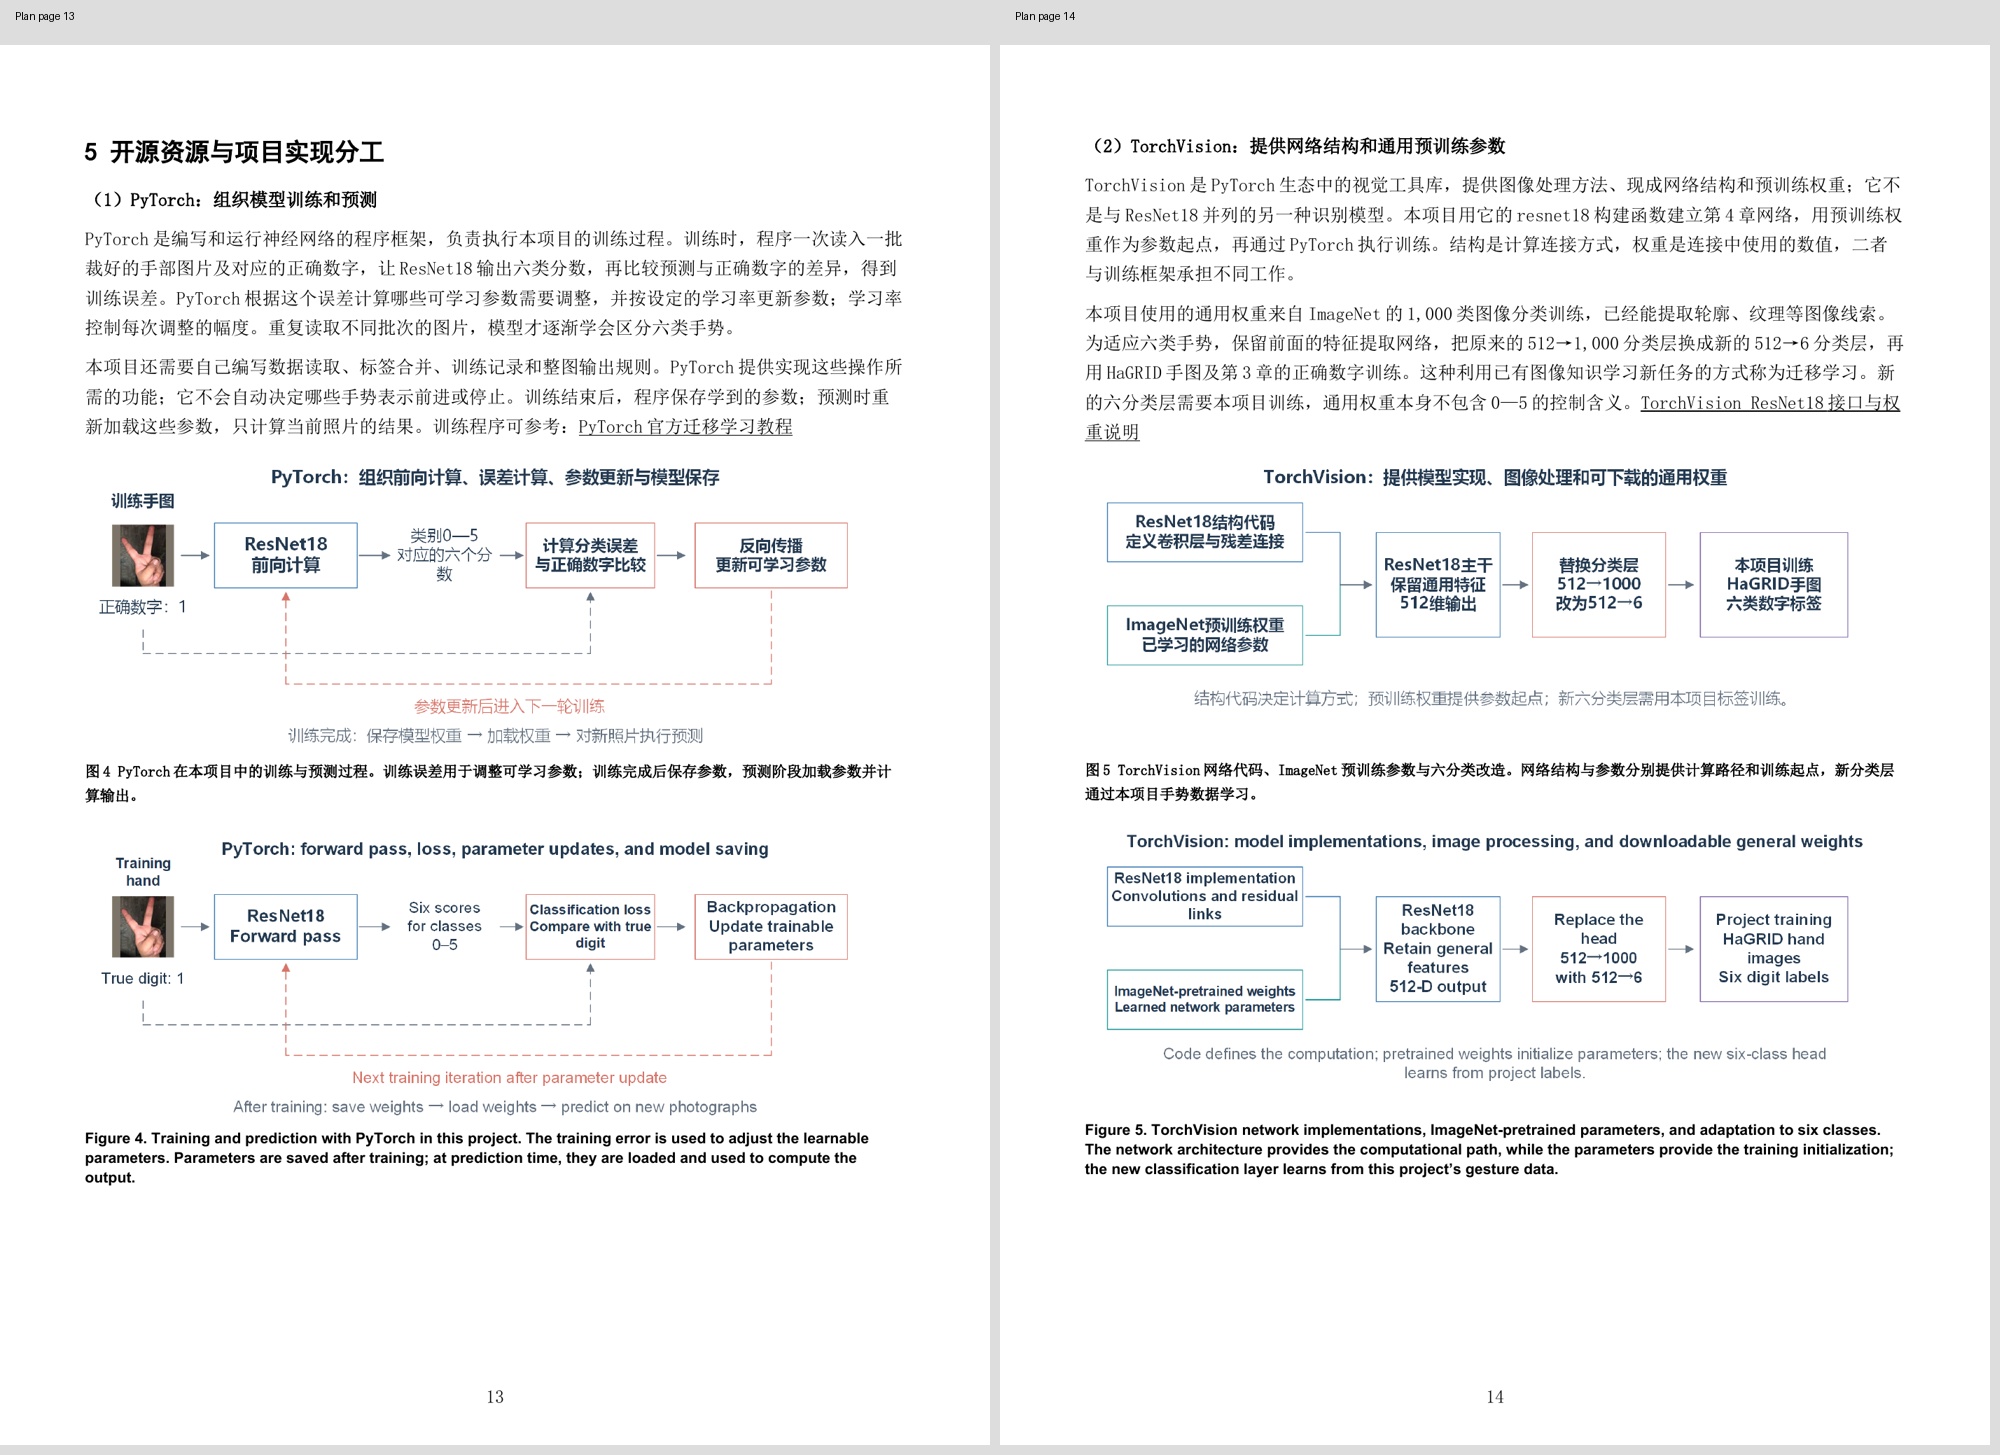 Plan page 13
5 开源资源与项目实现分工
（1）PyTorch：组织模型训练和预测
PyTorch 是编写和运行神经网络的程序框架，负责执行本项目的训练过程。训练时，程序一次读入一批
裁好的手部图片及对应的正确数字，让 ResNet18 输出六类分数，再比较预测与正确数字的差异，得到
训练误差。PyTorch 根据这个误差计算哪些可学习参数需要调整，并按设定的学习率更新参数；学习率
控制每次调整的幅度。重复读取不同批次的图片，模型才逐渐学会区分六类手势。
本项目还需要自己编写数据读取、标签合并、训练记录和整图输出规则。PyTorch 提供实现这些操作所
需的功能；它不会自动决定哪些手势表示前进或停止。训练结束后，程序保存学到的参数；预测时重
新加载这些参数，只计算当前照片的结果。训练程序可参考：PyTorch 官方迁移学习教程
PyTorch：组织前向计算、误差计算、参数更新与模型保存
训练手图
ResNet18
前向计算
类别0—5
对应的六个分
数
计算分类误差
与正确数字比较
反向传播
更新可学习参数
正确数字：1
参数更新后进入下一轮训练
训练完成：保存模型权重 → 加载权重 → 对新照片执行预测
图 4 PyTorch 在本项目中的训练与预测过程。训练误差用于调整可学习参数；训练完成后保存参数，预测阶段加载参数并计
算输出。
PyTorch: forward pass, loss, parameter updates, and model saving
Training
hand
ResNet18
Forward pass
Six scores
for classes
0–5
Classification loss
Compare with true
digit
Backpropagation
Update trainable
parameters
True digit: 1
Next training iteration after parameter update
After training: save weights → load weights → predict on new photographs
Figure 4. Training and prediction with PyTorch in this project. The training error is used to adjust the learnable
parameters. Parameters are saved after training; at prediction time, they are loaded and used to compute the
output.
13
Plan page 14
（2）TorchVision：提供网络结构和通用预训练参数
TorchVision 是 PyTorch 生态中的视觉工具库，提供图像处理方法、现成网络结构和预训练权重；它不
是与 ResNet18 并列的另一种识别模型。本项目用它的 resnet18 构建函数建立第 4 章网络，用预训练权
重作为参数起点，再通过 PyTorch 执行训练。结构是计算连接方式，权重是连接中使用的数值，二者
与训练框架承担不同工作。
本项目使用的通用权重来自 ImageNet 的 1,000 类图像分类训练，已经能提取轮廓、纹理等图像线索。
为适应六类手势，保留前面的特征提取网络，把原来的 512→1,000 分类层换成新的 512→6 分类层，再
用 HaGRID 手图及第 3 章的正确数字训练。这种利用已有图像知识学习新任务的方式称为迁移学习。新
的六分类层需要本项目训练，通用权重本身不包含 0—5 的控制含义。TorchVision ResNet18 接口与权
重说明
TorchVision：提供模型实现、图像处理和可下载的通用权重
ResNet18结构代码
定义卷积层与残差连接
ImageNet预训练权重
已学习的网络参数
ResNet18主干
保留通用特征
512维输出
替换分类层
512→1000
改为512→6
本项目训练
HaGRID手图
六类数字标签
结构代码决定计算方式；预训练权重提供参数起点；新六分类层需用本项目标签训练。
图 5 TorchVision 网络代码、ImageNet 预训练参数与六分类改造。网络结构与参数分别提供计算路径和训练起点，新分类层
通过本项目手势数据学习。
TorchVision: model implementations, image processing, and downloadable general weights
ResNet18 implementation
Convolutions and residual
links
ImageNet-pretrained weights
Learned network parameters
ResNet18
backbone
Retain general
features
512-D output
Replace the
head
512→1000
with 512→6
Project training
HaGRID hand
images
Six digit labels
Code defines the computation; pretrained weights initialize parameters; the new six-class head
learns from project labels.
Figure 5. TorchVision network implementations, ImageNet-pretrained parameters, and adaptation to six classes.
The network architecture provides the computational path, while the parameters provide the training initialization;
the new classification layer learns from this project’s gesture data.
14